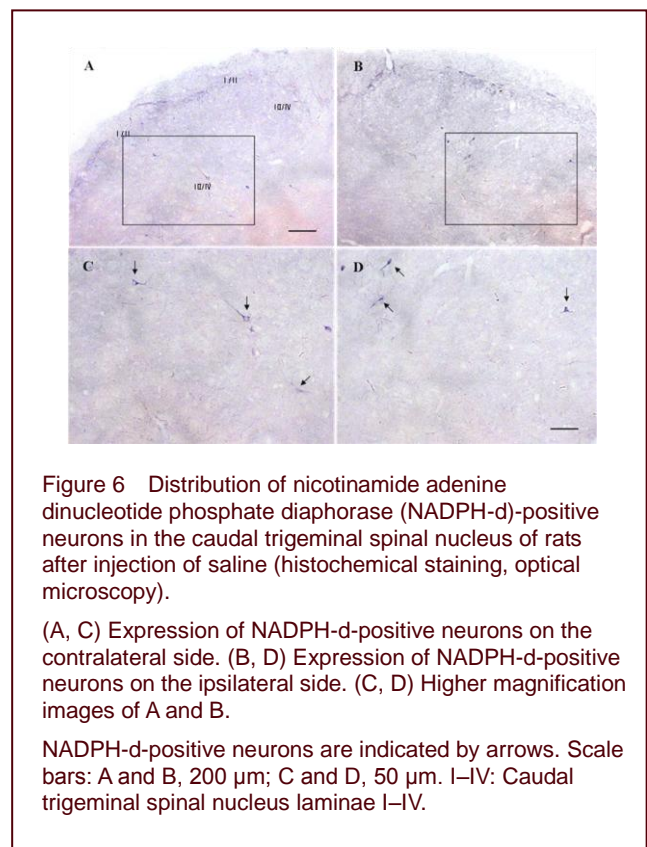 A
I/II
B
I/II
III/IV
III/IV
C
D
Figure 6 Distribution of nicotinamide adenine
dinucleotide phosphate diaphorase (NADPH-d)-positive
neurons in the caudal trigeminal spinal nucleus of rats
after injection of saline (histochemical staining, optical
microscopy).
(A, C) Expression of NADPH-d-positive neurons on the
contralateral side. (B, D) Expression of NADPH-d-positive
neurons on the ipsilateral side. (C, D) Higher magnification
images of A and B.
NADPH-d-positive neurons are indicated by arrows. Scale
bars: A and B, 200 µm; C and D, 50 µm. I–IV: Caudal
trigeminal spinal nucleus laminae I–IV.